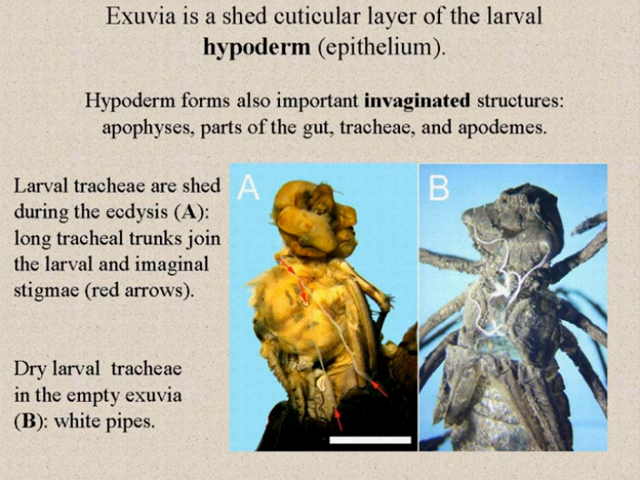 Exuvia is a shed cuticular layer of the larval
hypoderm (epithelium).
Hypoderm forms also important invaginated structures:
apophyses, parts of the gut, tracheae, and apodemes.
Larval tracheae are shed
during the ecdysis (A):
long tracheal trunks join
the larval and imaginal
stigmae (red arrows).
Dry larval tracheae
in the empty exuvia
(B): white pipes.
A
B